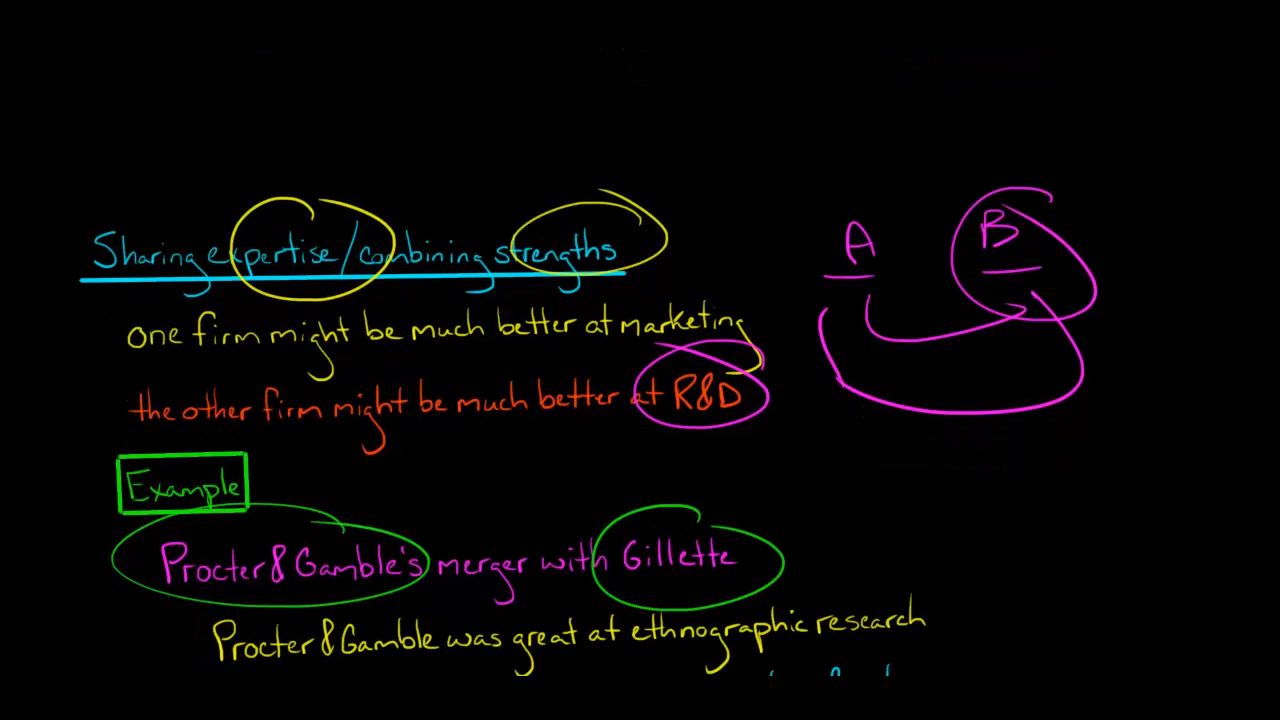 Sharing expertise/combining strengths
A
B
one firm might be much better at marketing
the other firm might be much better at R&D
Example
Procter & Gamble's merger with Gillette
Procter & Gamble was great at ethnographic research